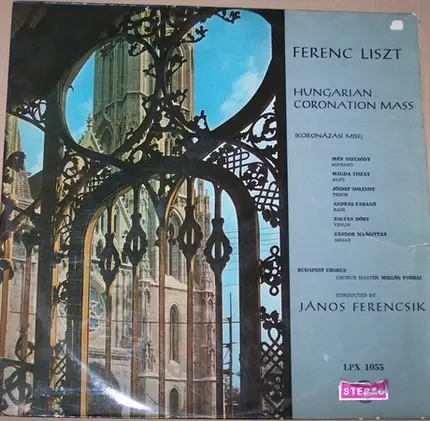 FERENC LISZT
HUNGARIAN
CORONATION MASS
(KORONÁZÁSI MISE)
IRÉN SZECSŐDY
SOPRANO
MAGDA TISZAY
ALTO
JÓZSEF SIMÁNDY
TENOR
ANDRÁS FARAGÓ
BASS
ZOLTÁN DŐRY
VIOLIN
SÁNDOR MARGITTAY
ORGAN
BUDAPEST CHORUS
CHORUS MASTER MIKLÓS FORRAI
CONDUCTED BY
JÁNOS FERENCSIK
LPX 1055
STEREO